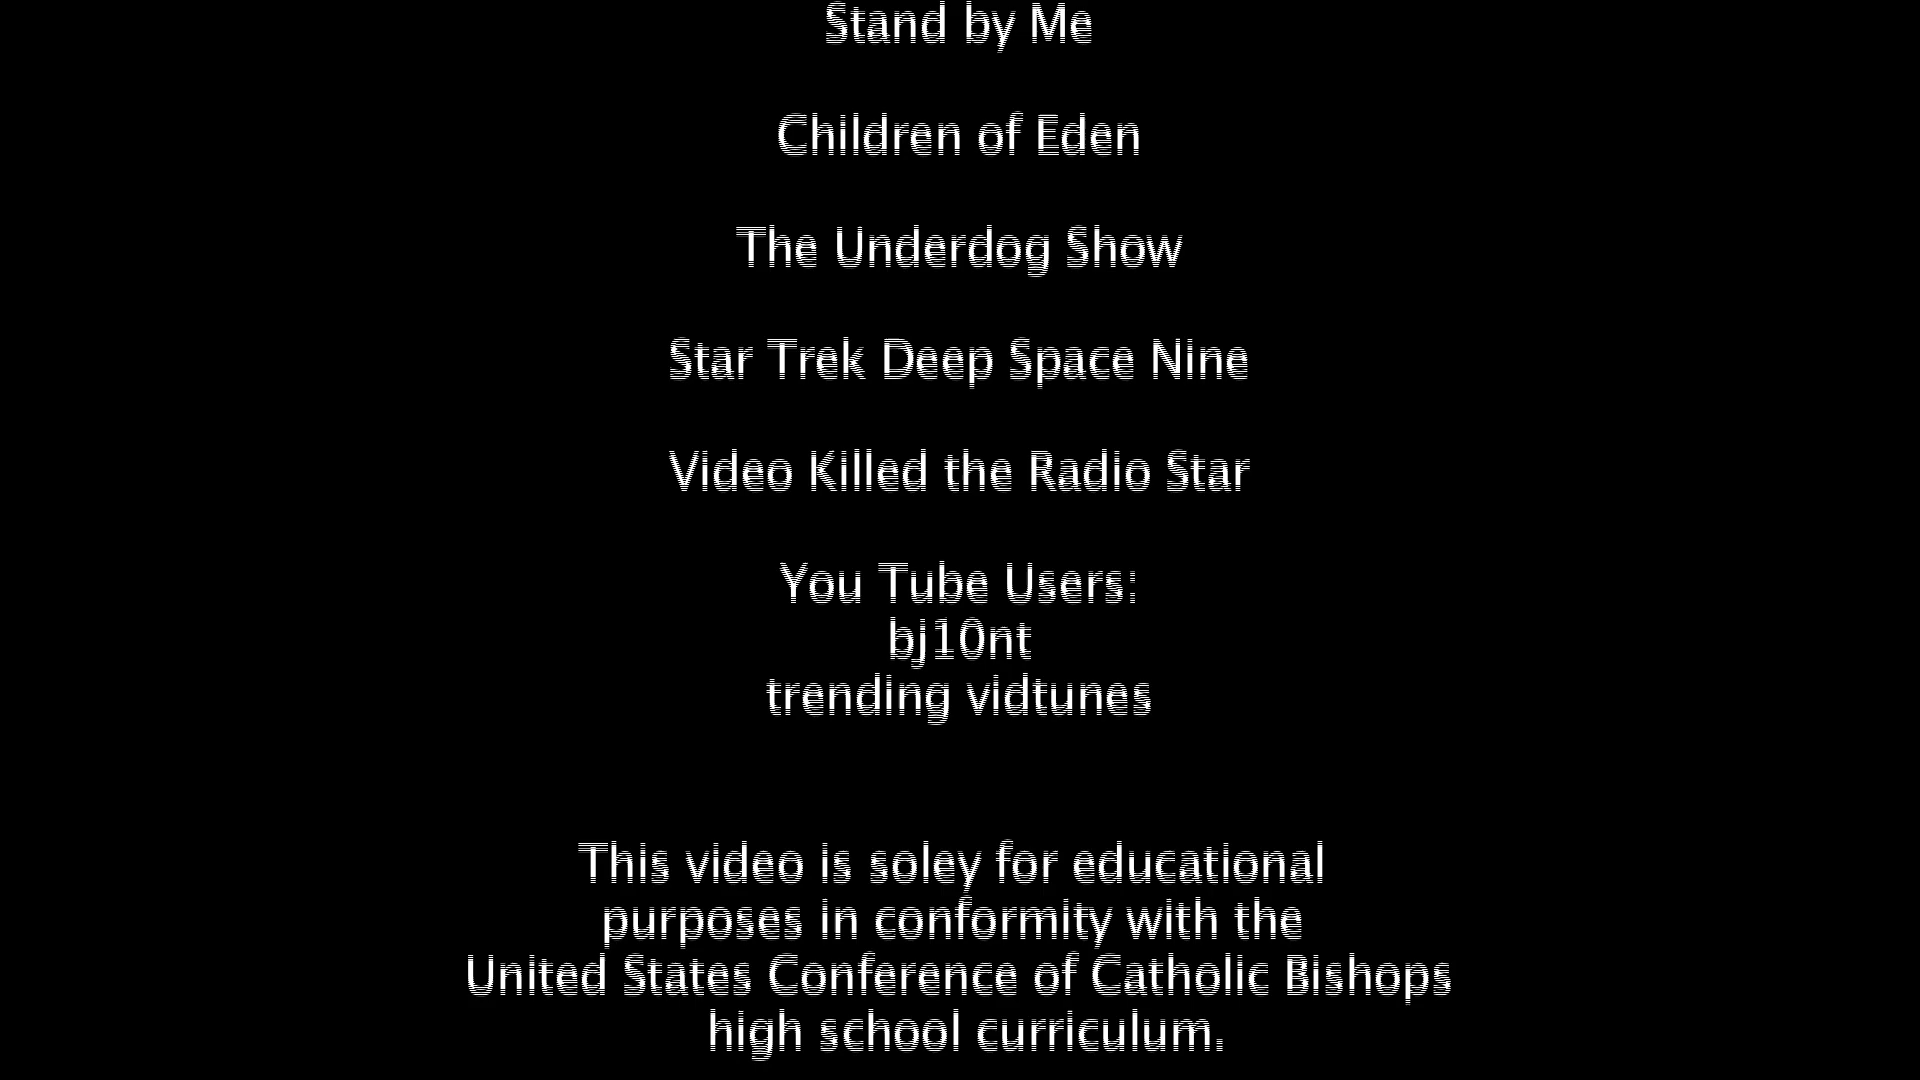 Stand by Me
Children of Eden
The Underdog Show
Star Trek Deep Space Nine
Video Killed the Radio Star
You Tube Users:
bj10nt
trending vidtunes
This video is soley for educational
purposes in conformity with the
United States Conference of Catholic Bishops
high school curriculum.